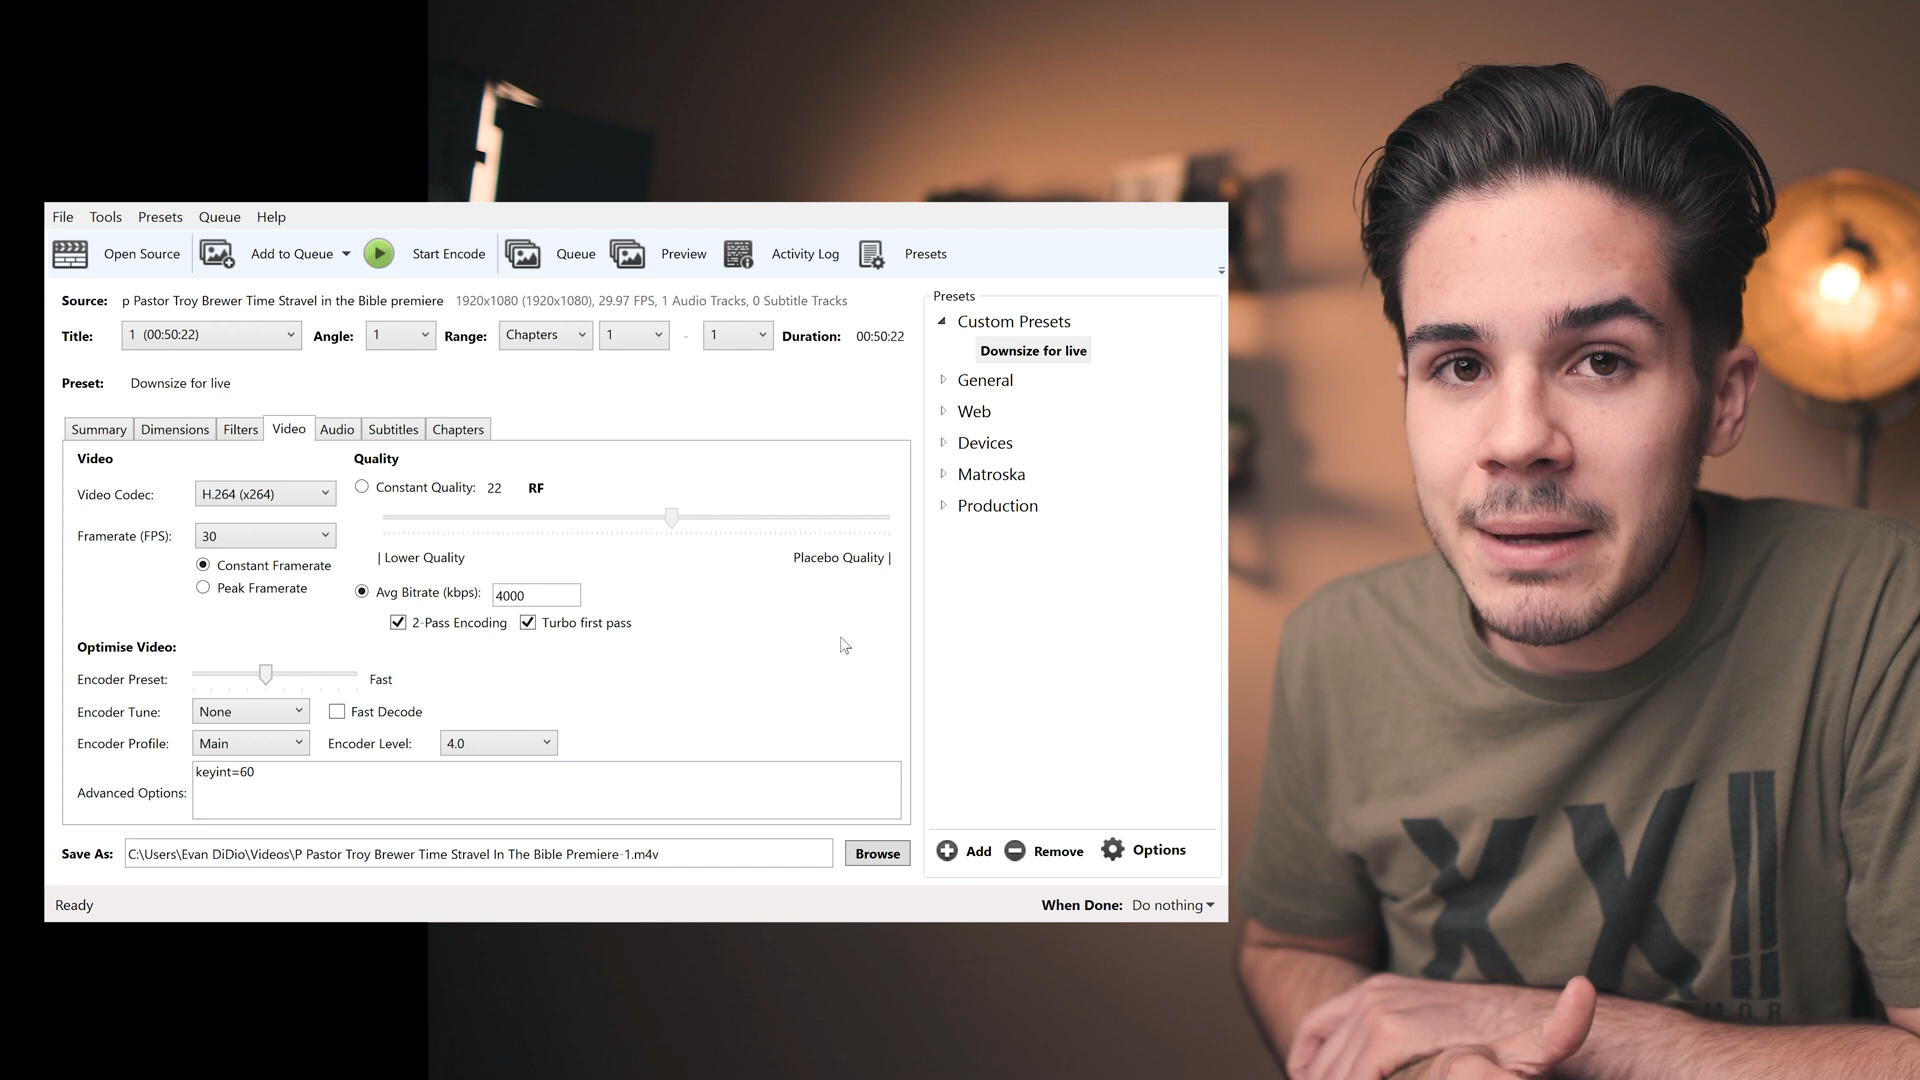 File Tools Presets Queue Help
Open Source Add to Queue Start Encode Queue Preview Activity Log Presets
Source: p Pastor Troy Brewer Time Stravel in the Bible premiere 1920x1080 (1920x1080), 29.97 FPS, 1 Audio Tracks, 0 Subtitle Tracks
Title: 1 (00:50:22) Angle: 1 Range: Chapters 1 - 1 Duration: 00:50:22
Preset: Downsize for live
Summary Dimensions Filters Video Audio Subtitles Chapters
Video
Video Codec: H.264 (x264)
Framerate (FPS): 30
Constant Framerate
Peak Framerate
Quality
Constant Quality: 22 RF
| Lower Quality Placebo Quality |
Avg Bitrate (kbps): 4000
2-Pass Encoding Turbo first pass
Optimise Video:
Encoder Preset: Fast
Encoder Tune: None Fast Decode
Encoder Profile: Main Encoder Level: 4.0
Advanced Options: keyint=60
Save As: C:\Users\Evan DiDio\Videos\P Pastor Troy Brewer Time Stravel In The Bible Premiere-1.m4v Browse
Presets
Custom Presets
Downsize for live
General
Web
Devices
Matroska
Production
Add Remove Options
Ready When Done: Do nothing
XXII